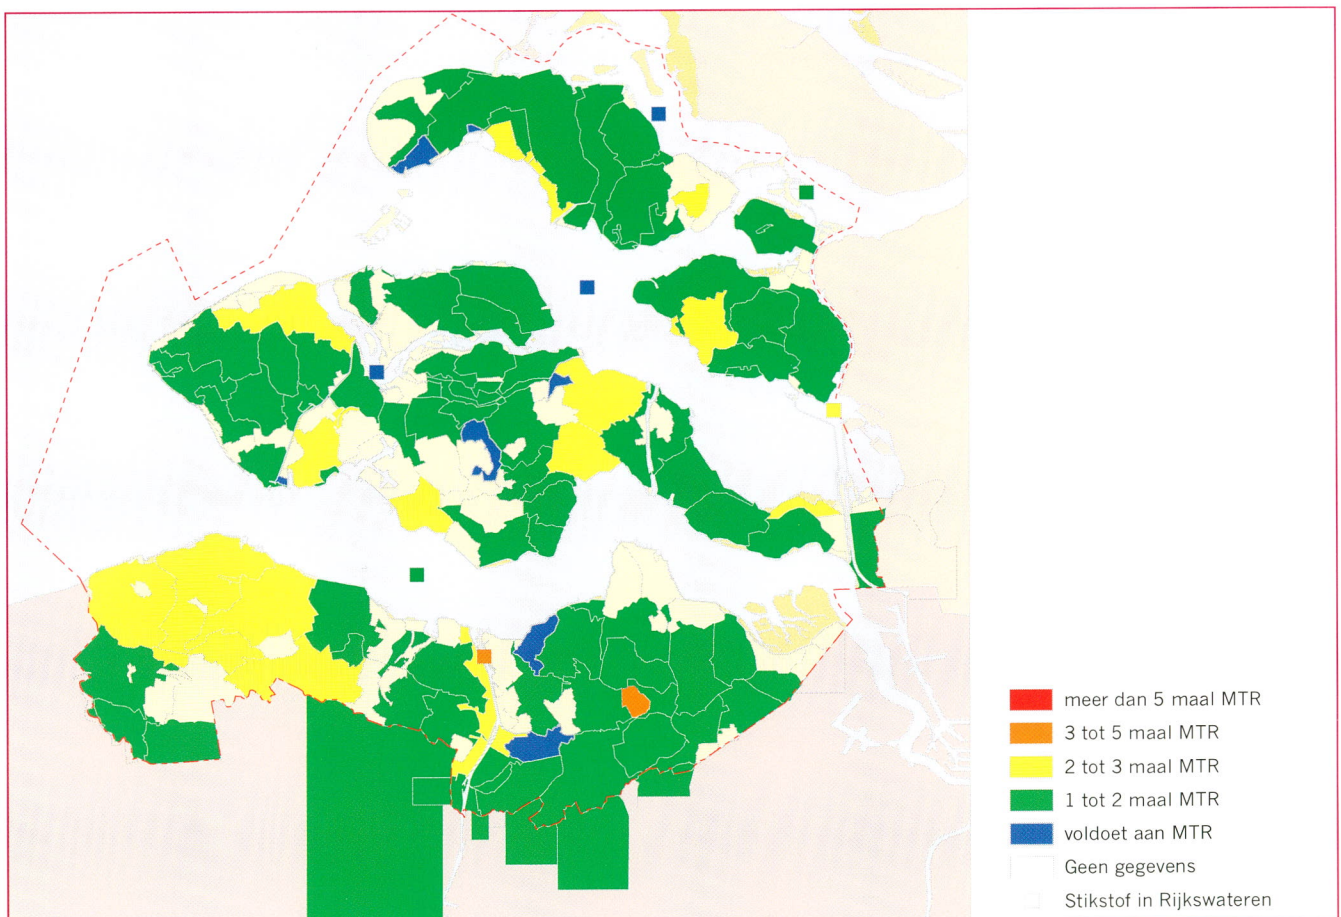 meer dan 5 maal MTR
3 tot 5 maal MTR
2 tot 3 maal MTR
1 tot 2 maal MTR
voldoet aan MTR
Geen gegevens
Stikstof in Rijkswateren